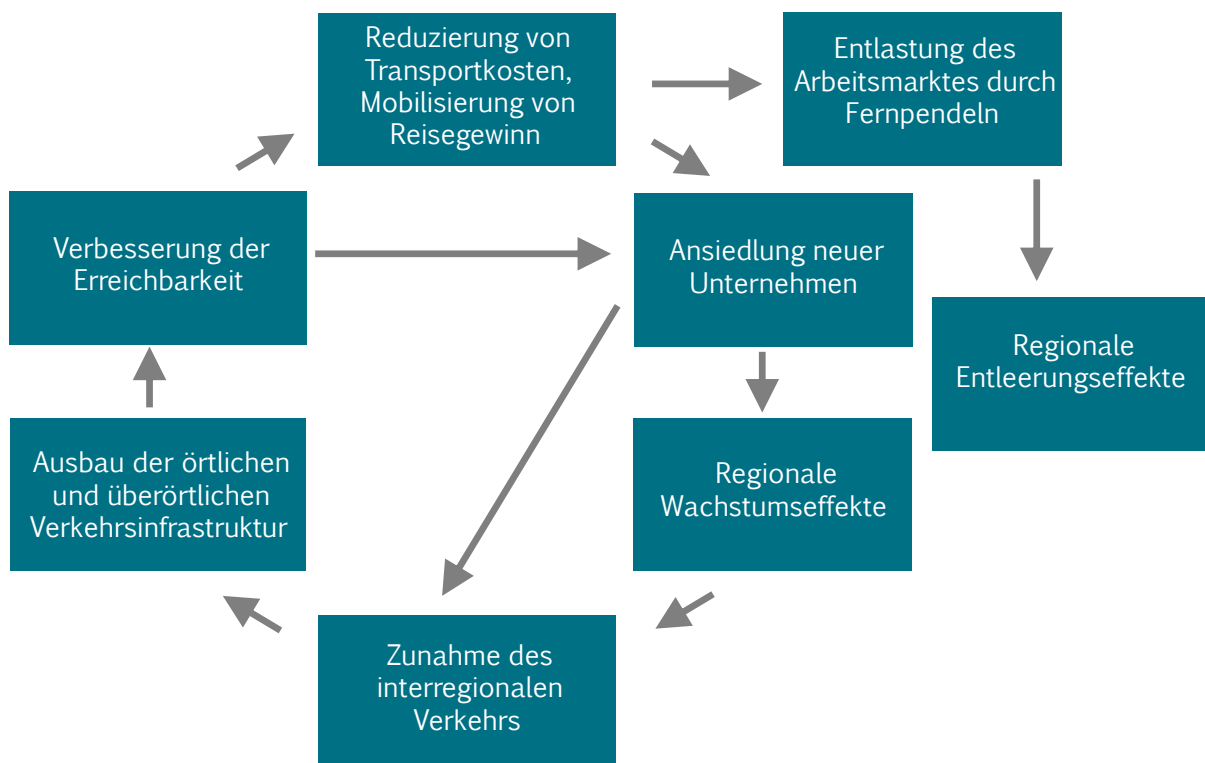 Reduzierung von
Transportkosten,
Mobilisierung von
Reisegewinn
Entlastung des
Arbeitsmarktes durch
Fernpendeln
Verbesserung der
Erreichbarkeit
Ansiedlung neuer
Unternehmen
Regionale
Entleerungseffekte
Ausbau der örtlichen
und überörtlichen
Verkehrsinfrastruktur
Regionale
Wachstumseffekte
Zunahme des
interregionalen
Verkehrs